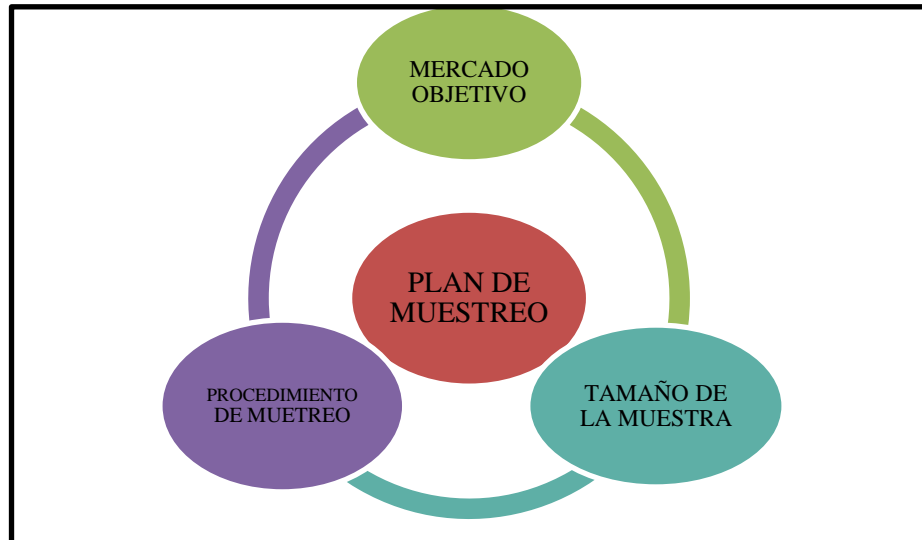 MERCADO
OBJETIVO
PLAN DE
MUESTREO
PROCEDIMIENTO
DE MUETREO
TAMAÑO DE
LA MUESTRA